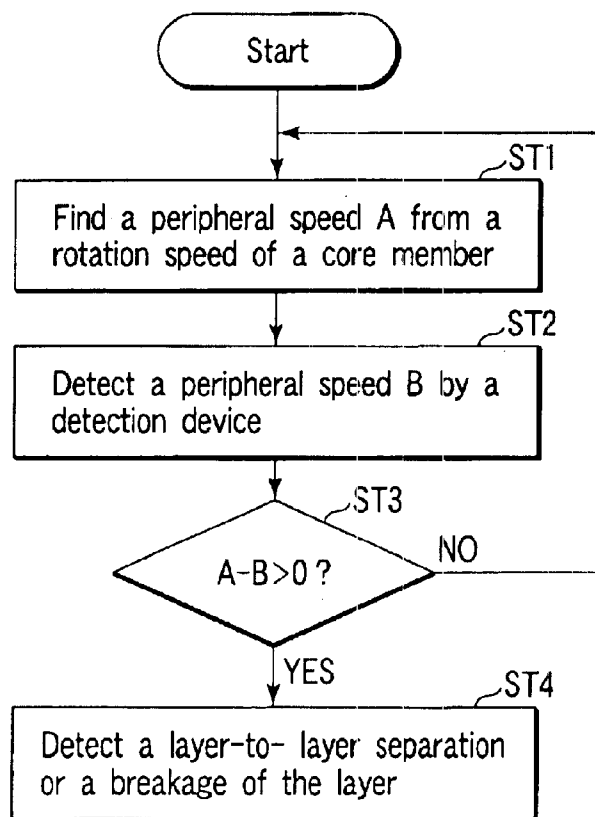 Start
ST1
Find a peripheral speed A from a
rotation speed of a core member
ST2
Detect a peripheral speed B by a
detection device
ST3
A-B>0?
NO
YES
ST4
Detect a layer-to- layer separation
or a breakage of the layer